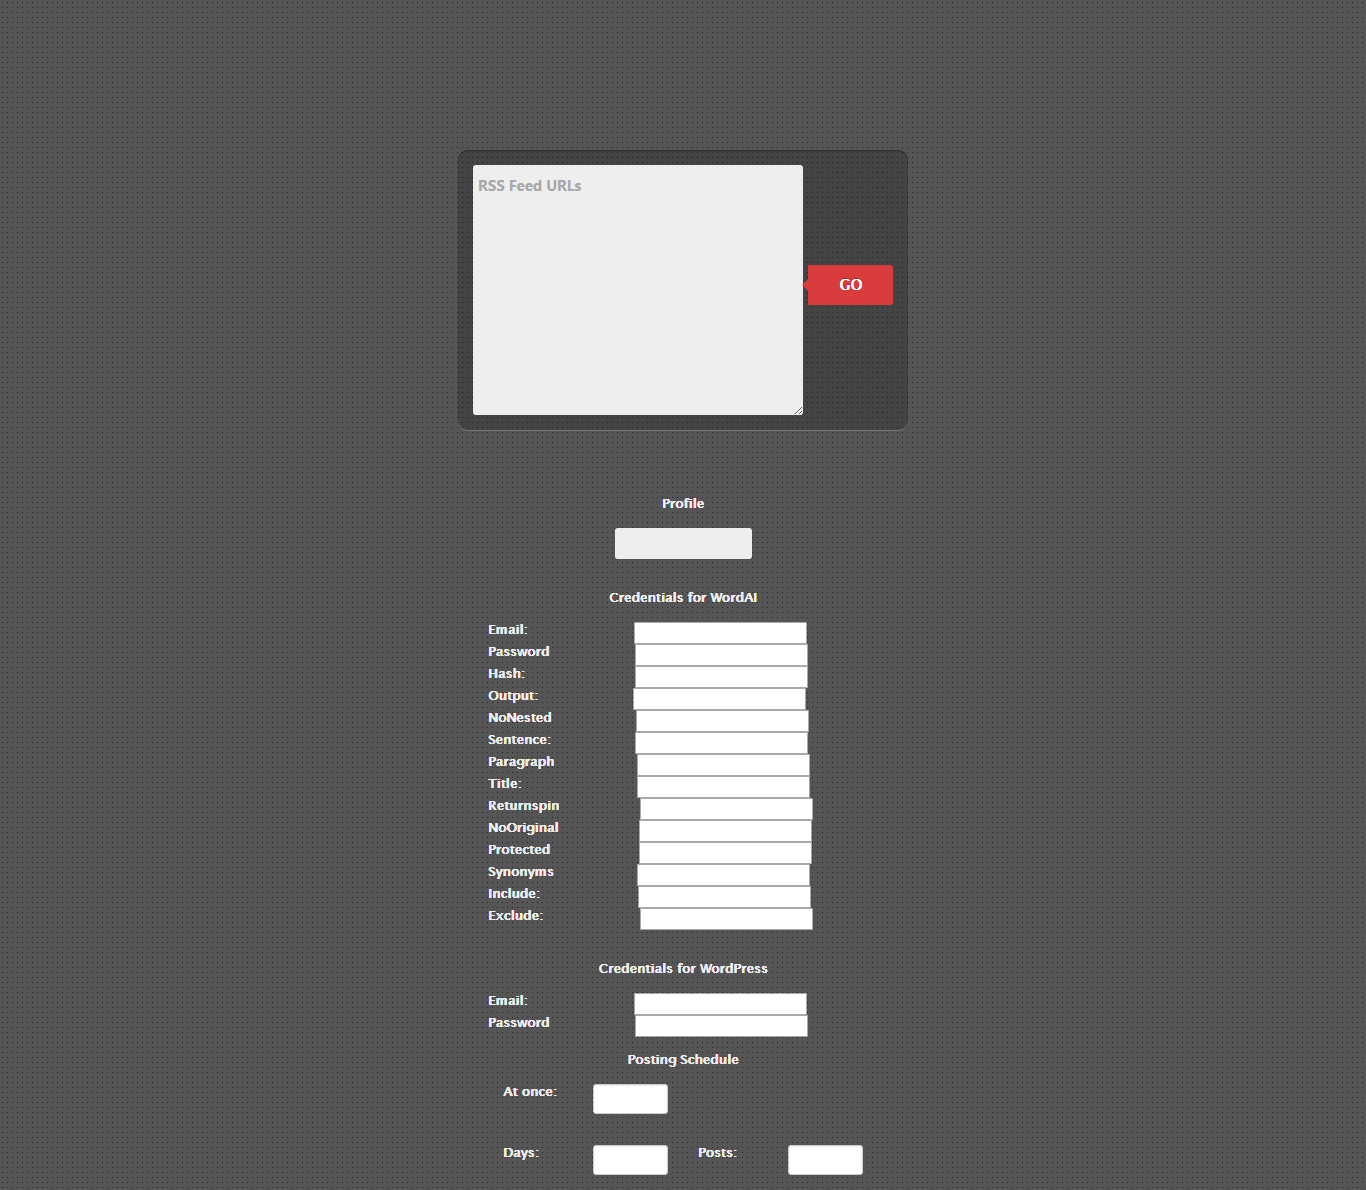 RSS Feed URLs
GO
Profile
Credentials for WordAI
Email:
Password
Hash:
Output:
NoNested
Sentence:
Paragraph
Title:
Returnspin
NoOriginal
Protected
Synonyms
Include:
Exclude:
Credentials for WordPress
Email:
Password
Posting Schedule
At once:
Days: Posts: